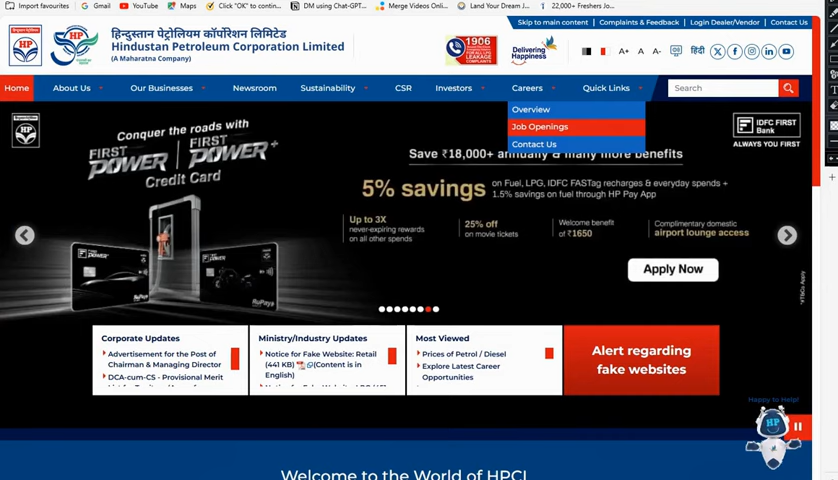 Import favourites
Gmail
YouTube
Maps
Click "OK" to contin...
DM using Chat-GPT...
Merge Videos Onli...
Land Your Dream J...
22,000+ Freshers Jo...
Skip to main content | Complaints & Feedback | Login Dealer/Vendor | Contact Us
हिन्दुस्तान पेट्रोलियम कॉर्पोरेशन लिमिटेड
Hindustan Petroleum Corporation Limited
(A Maharatna Company)
1906
Delivering
Happiness
A+ A A-
हिंदी
Home
About Us
Our Businesses
Newsroom
Sustainability
CSR
Investors
Careers
Quick Links
Search
Overview
Job Openings
Contact Us
HP
Conquer the roads with
FIRST POWER | FIRST POWER+
Credit Card
Save ₹18,000+ annually & many more benefits
IDFC FIRST
Bank
ALWAYS YOU FIRST
5% savings on Fuel, LPG, IDFC FASTag recharges & everyday spends +
1.5% savings on fuel through HP Pay App
Up to 3X
never-expiring rewards
on all other spends
25% off
on movie tickets
Welcome benefit
of ₹1650
Complimentary domestic
airport lounge access
Apply Now
*T&Cs Apply
RuPay
RuPay
Corporate Updates
Advertisement for the Post of
Chairman & Managing Director
DCA-cum-CS - Provisional Merit
Ministry/Industry Updates
Notice for Fake Website: Retail
(441 KB) (Content is in
English)
Most Viewed
Prices of Petrol / Diesel
Explore Latest Career
Opportunities
Alert regarding
fake websites
Happy to Help!
HP
Welcome to the World of HPCL